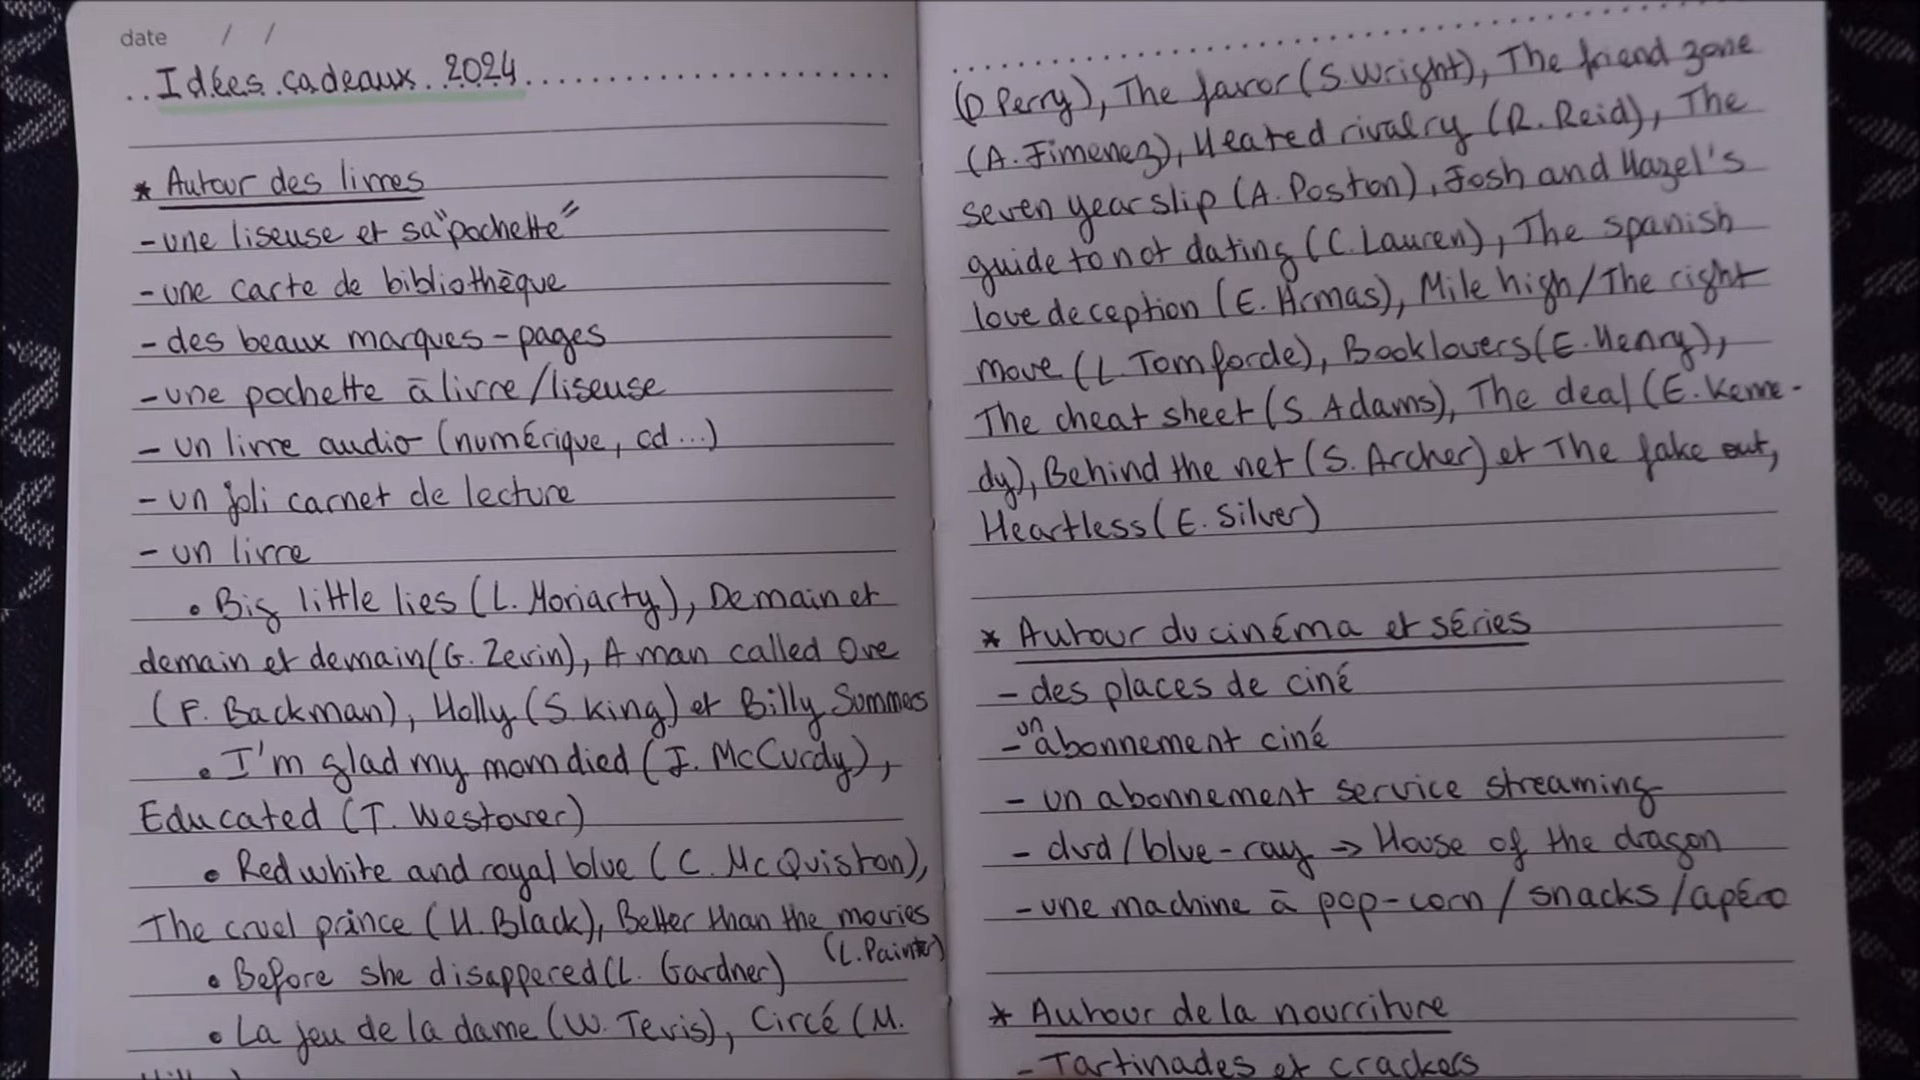 date / /
Idées cadeaux 2024
* Autour des livres
- une liseuse et sa "pochette"
- une carte de bibliothèque
- des beaux marques-pages
- une pochette à livre/liseuse
- un livre audio (numérique, cd...)
- un joli carnet de lecture
- un livre
• Big little lies (L. Moriarty), Demain et
demain et demain (G. Zevin), A man called Ove
(F. Backman), Holly (S. King) et Billy Summers
• I'm glad my mom died (J. McCurdy),
Educated (T. Westover)
• Red white and royal blue (C. McQuiston),
The cruel prince (H. Black), Better than the movies
(L. Painter)
• Before she disappered (L. Gardner)
• La jeu de la dame (W. Tevis), Circé (M.
(D Perry), The favor (S. Wright), The friend zone
(A. Jimenez), Heated rivalry (R. Reid), The
seven year slip (A. Poston), Josh and Hazel's
guide to not dating (C. Lauren), The spanish
love deception (E. Armas), Mile high/The right
move (L. Tomforde), Booklovers (E. Henry),
The cheat sheet (S. Adams), The deal (E. Kenne-
dy), Behind the net (S. Archer) et The fake out,
Heartless (E. Silver)
* Autour du cinéma et séries
- des places de ciné
- un abonnement ciné
- un abonnement service streaming
- dvd/blue-ray → House of the dragon
- une machine à pop-corn / snacks / apéro
* Autour de la nourriture
- Tartinades et crackers